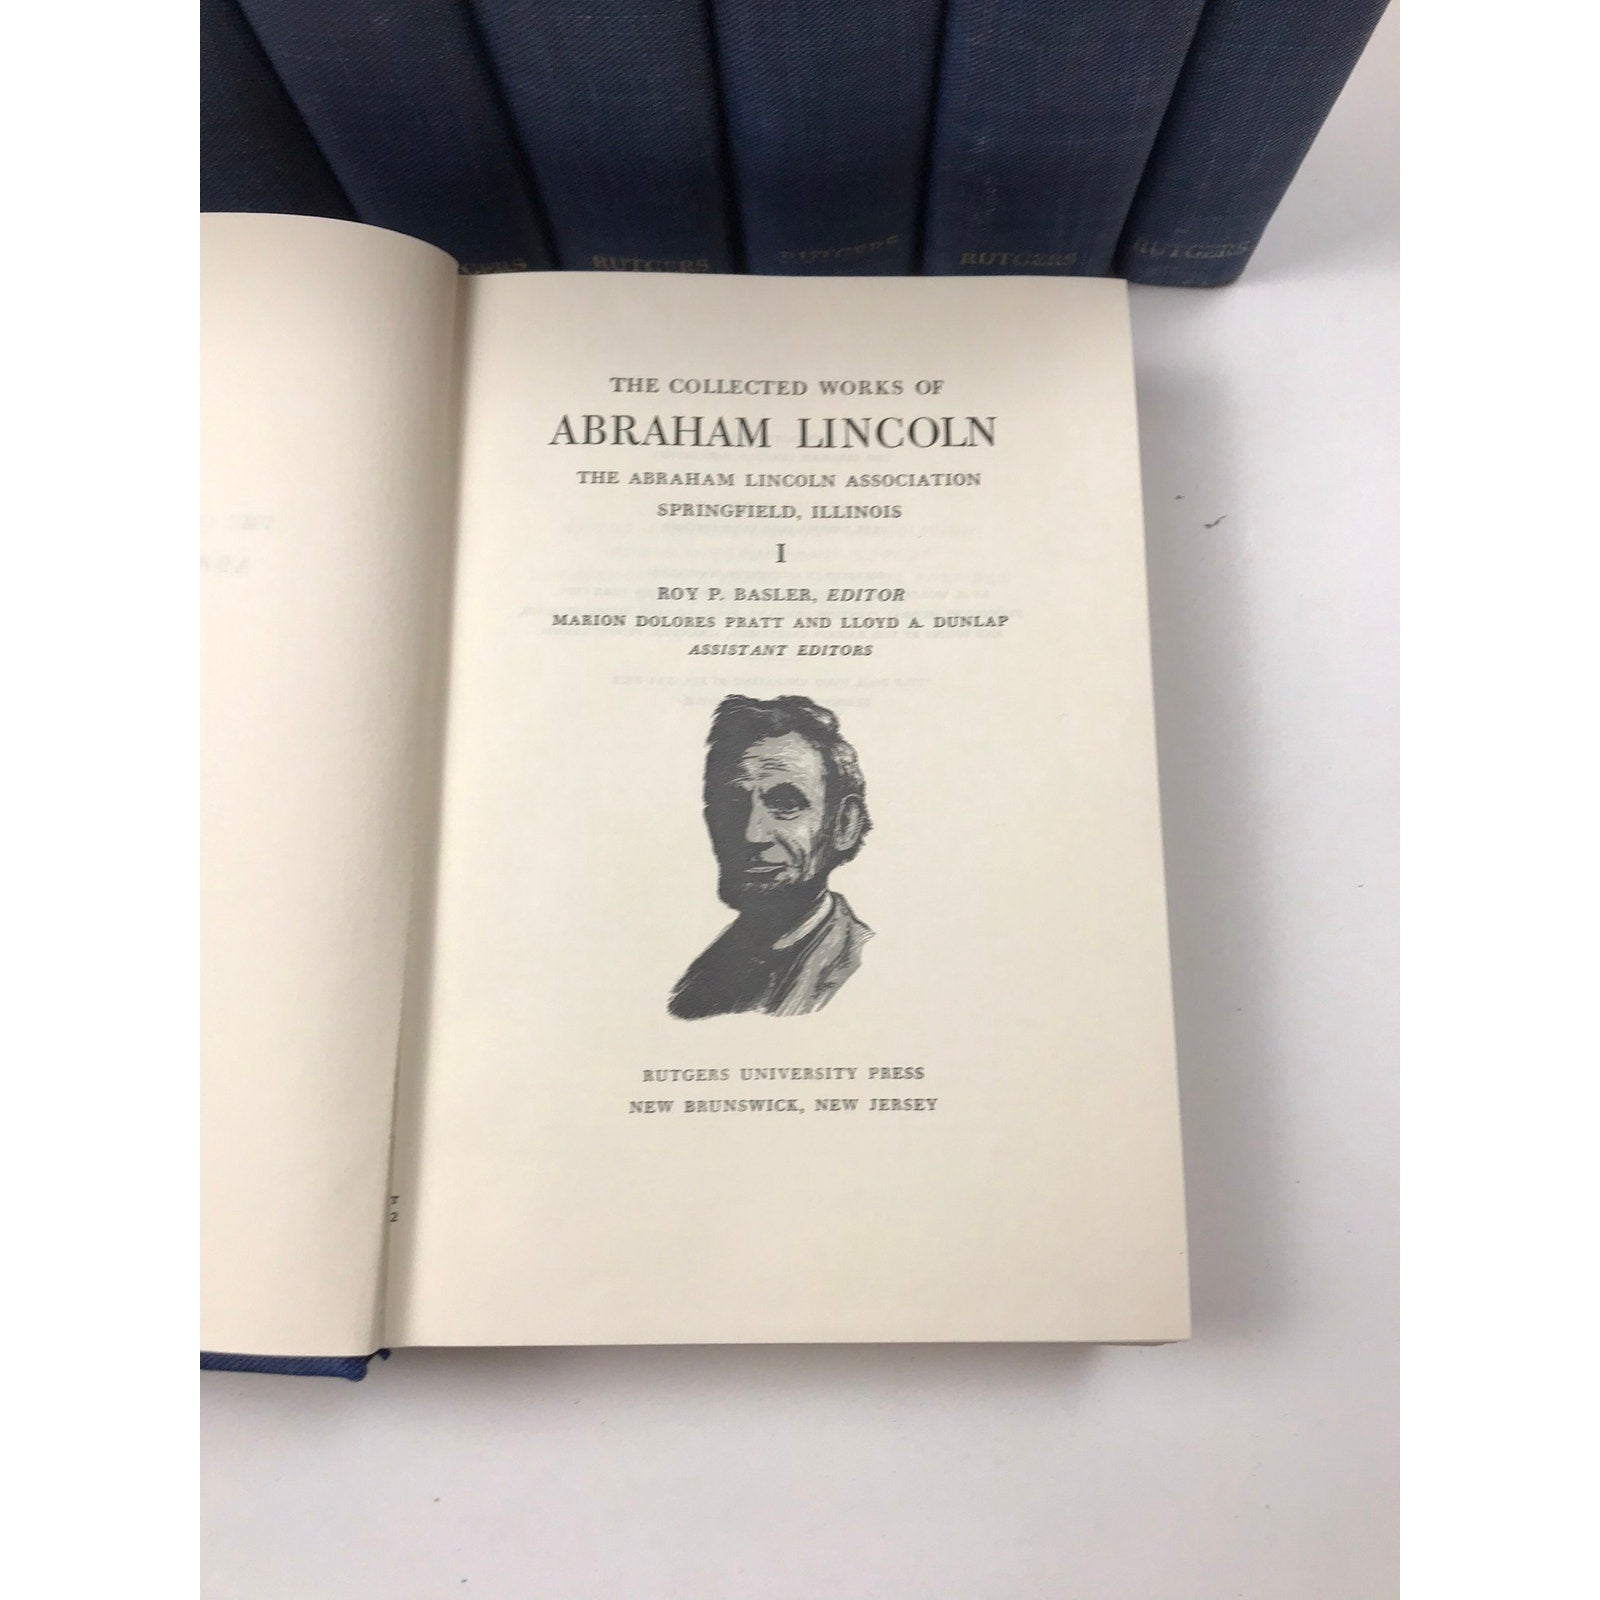 RUTGERS
RUTGERS
RUTGERS
RUTGERS
THE COLLECTED WORKS OF
ABRAHAM LINCOLN
THE ABRAHAM LINCOLN ASSOCIATION
SPRINGFIELD, ILLINOIS
I
ROY P. BASLER, EDITOR
MARION DOLORES PRATT AND LLOYD A. DUNLAP
ASSISTANT EDITORS
RUTGERS UNIVERSITY PRESS
NEW BRUNSWICK, NEW JERSEY
T
2